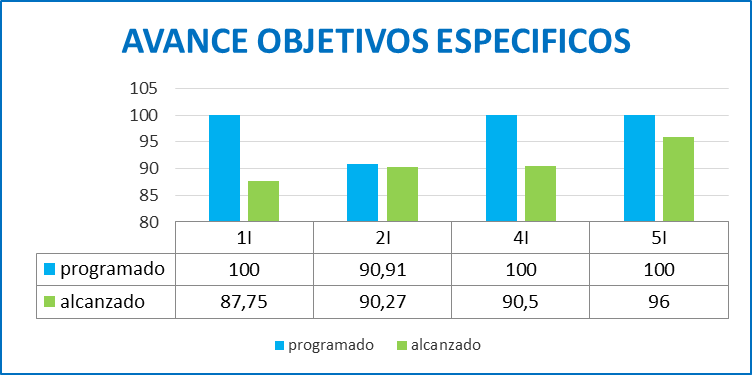 AVANCE OBJETIVOS ESPECIFICOS
105
100
95
90
85
80
1I 2I 4I 5I
programado 100 90,91 100 100
alcanzado 87,75 90,27 90,5 96
programado alcanzado